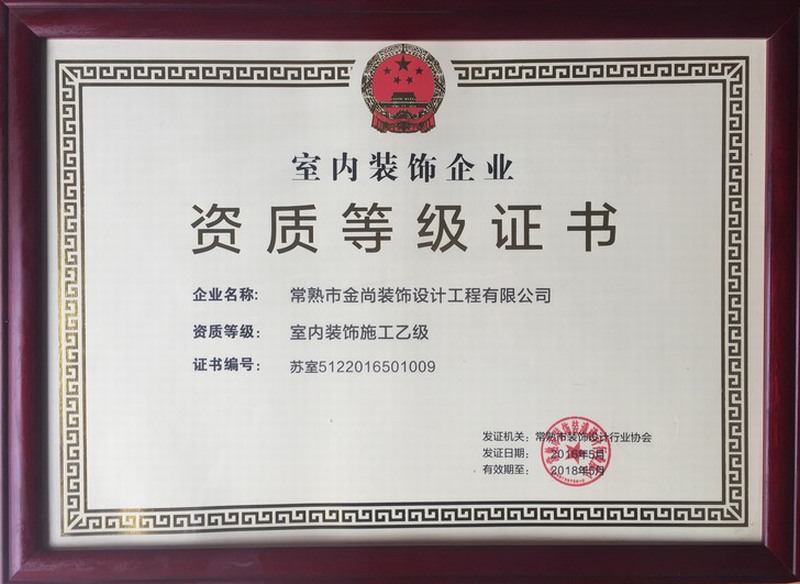 室内装饰企业
资质等级证书
企业名称: 常熟市金尚装饰设计工程有限公司
资质等级: 室内装饰施工乙级
证书编号: 苏室5122016501009
发证机关: 常熟市装饰设计行业协会
发证日期: 2016年5月
有效期至: 2018年5月